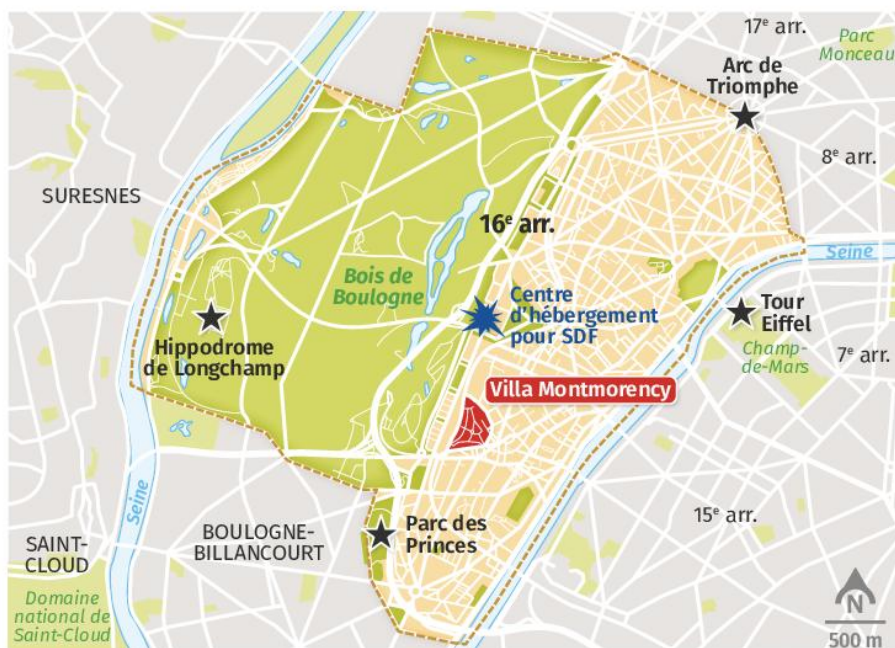 17e arr.
Parc
Monceau
Arc de
Triomphe
8e arr.
SURESNES
16e arr.
Seine
Bois de
Boulogne
Centre
d'hébergement
pour SDF
Tour
Eiffel
Hippodrome
de Longchamp
Champ-
de-Mars
7e arr.
Villa Montmorency
Seine
15e arr.
Parc des
Princes
BOULOGNE-
BILLANCOURT
SAINT-
CLOUD
Domaine
national de
Saint-Cloud
N
500 m